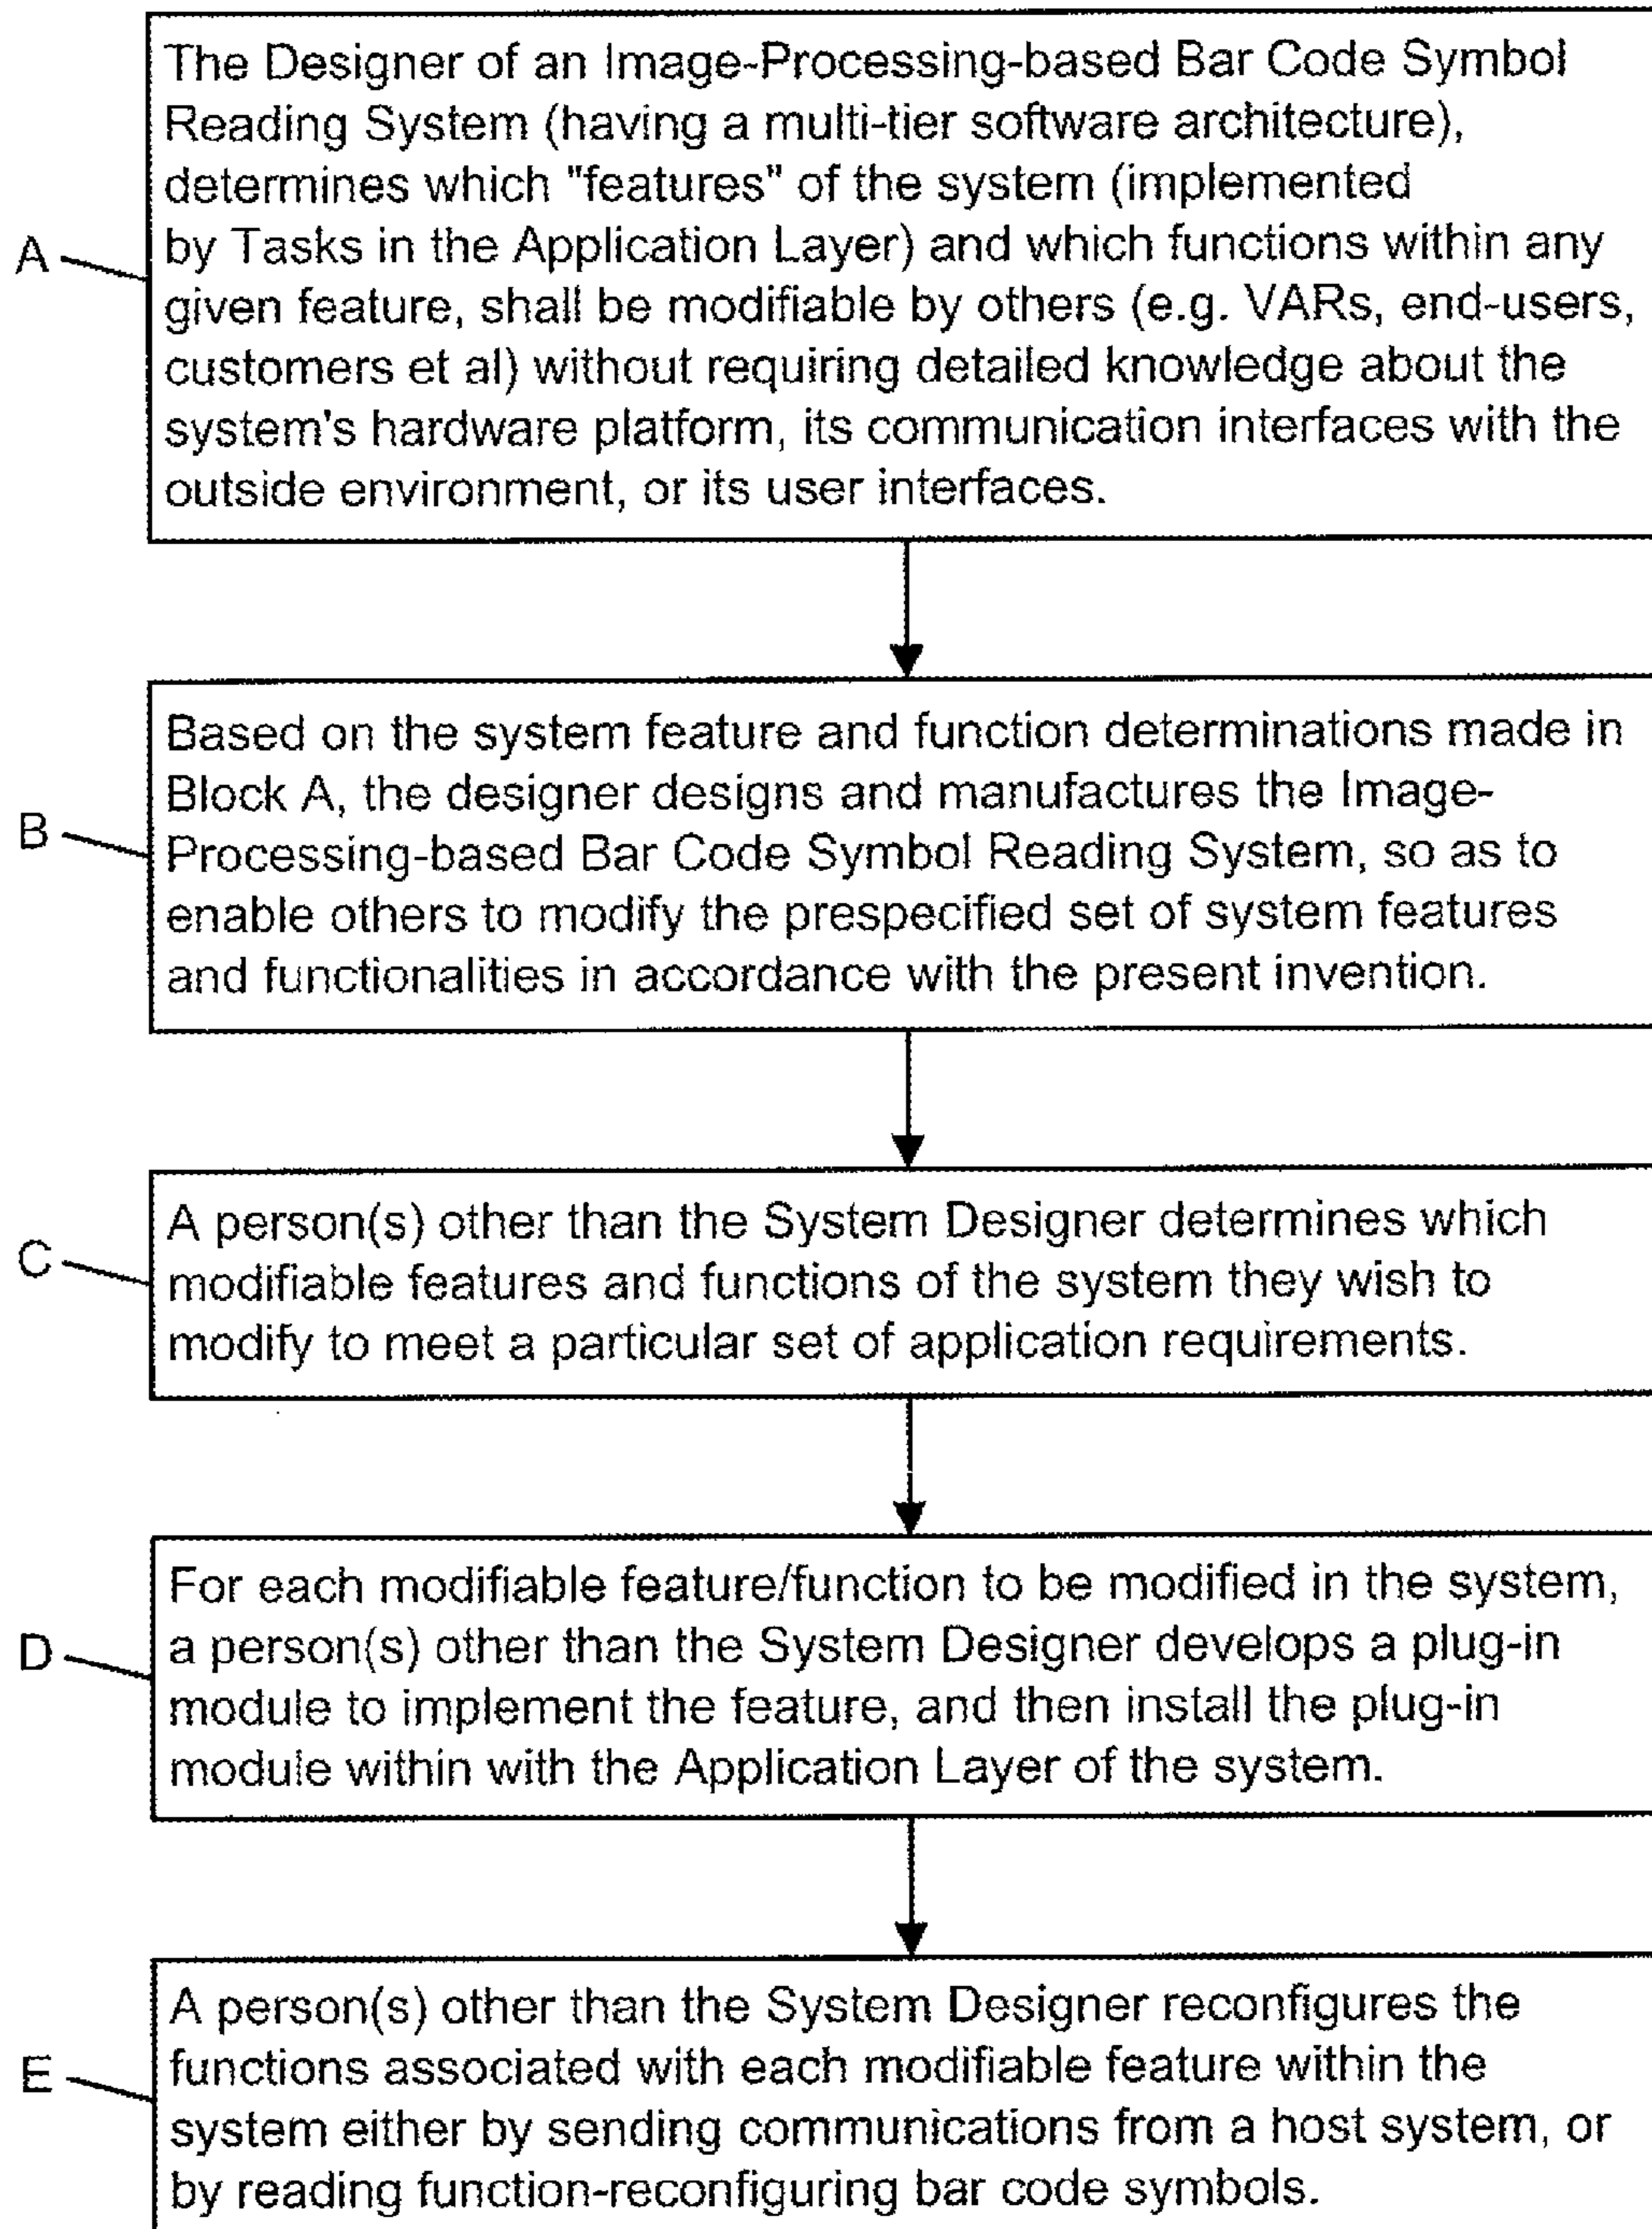 The Designer of an Image-Processing-based Bar Code Symbol
Reading System (having a multi-tier software architecture),
determines which "features" of the system (implemented
by Tasks in the Application Layer) and which functions within any
given feature, shall be modifiable by others (e.g. VARs, end-users,
customers et al) without requiring detailed knowledge about the
system's hardware platform, its communication interfaces with the
outside environment, or its user interfaces.
A
Based on the system feature and function determinations made in
Block A, the designer designs and manufactures the Image-
Processing-based Bar Code Symbol Reading System, so as to
enable others to modify the prespecified set of system features
and functionalities in accordance with the present invention.
B
A person(s) other than the System Designer determines which
modifiable features and functions of the system they wish to
modify to meet a particular set of application requirements.
C
For each modifiable feature/function to be modified in the system,
a person(s) other than the System Designer develops a plug-in
module to implement the feature, and then install the plug-in
module within with the Application Layer of the system.
D
A person(s) other than the System Designer reconfigures the
functions associated with each modifiable feature within the
system either by sending communications from a host system, or
by reading function-reconfiguring bar code symbols.
E